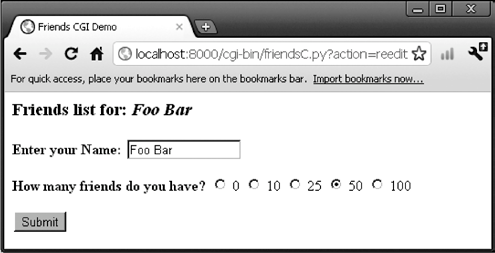 Friends CGI Demo
localhost:8000/cgi-bin/friendsC.py?action=reedit
For quick access, place your bookmarks here on the bookmarks bar. Import bookmarks now...
Friends list for: Foo Bar
Enter your Name: Foo Bar
How many friends do you have? 0 10 25 50 100
Submit